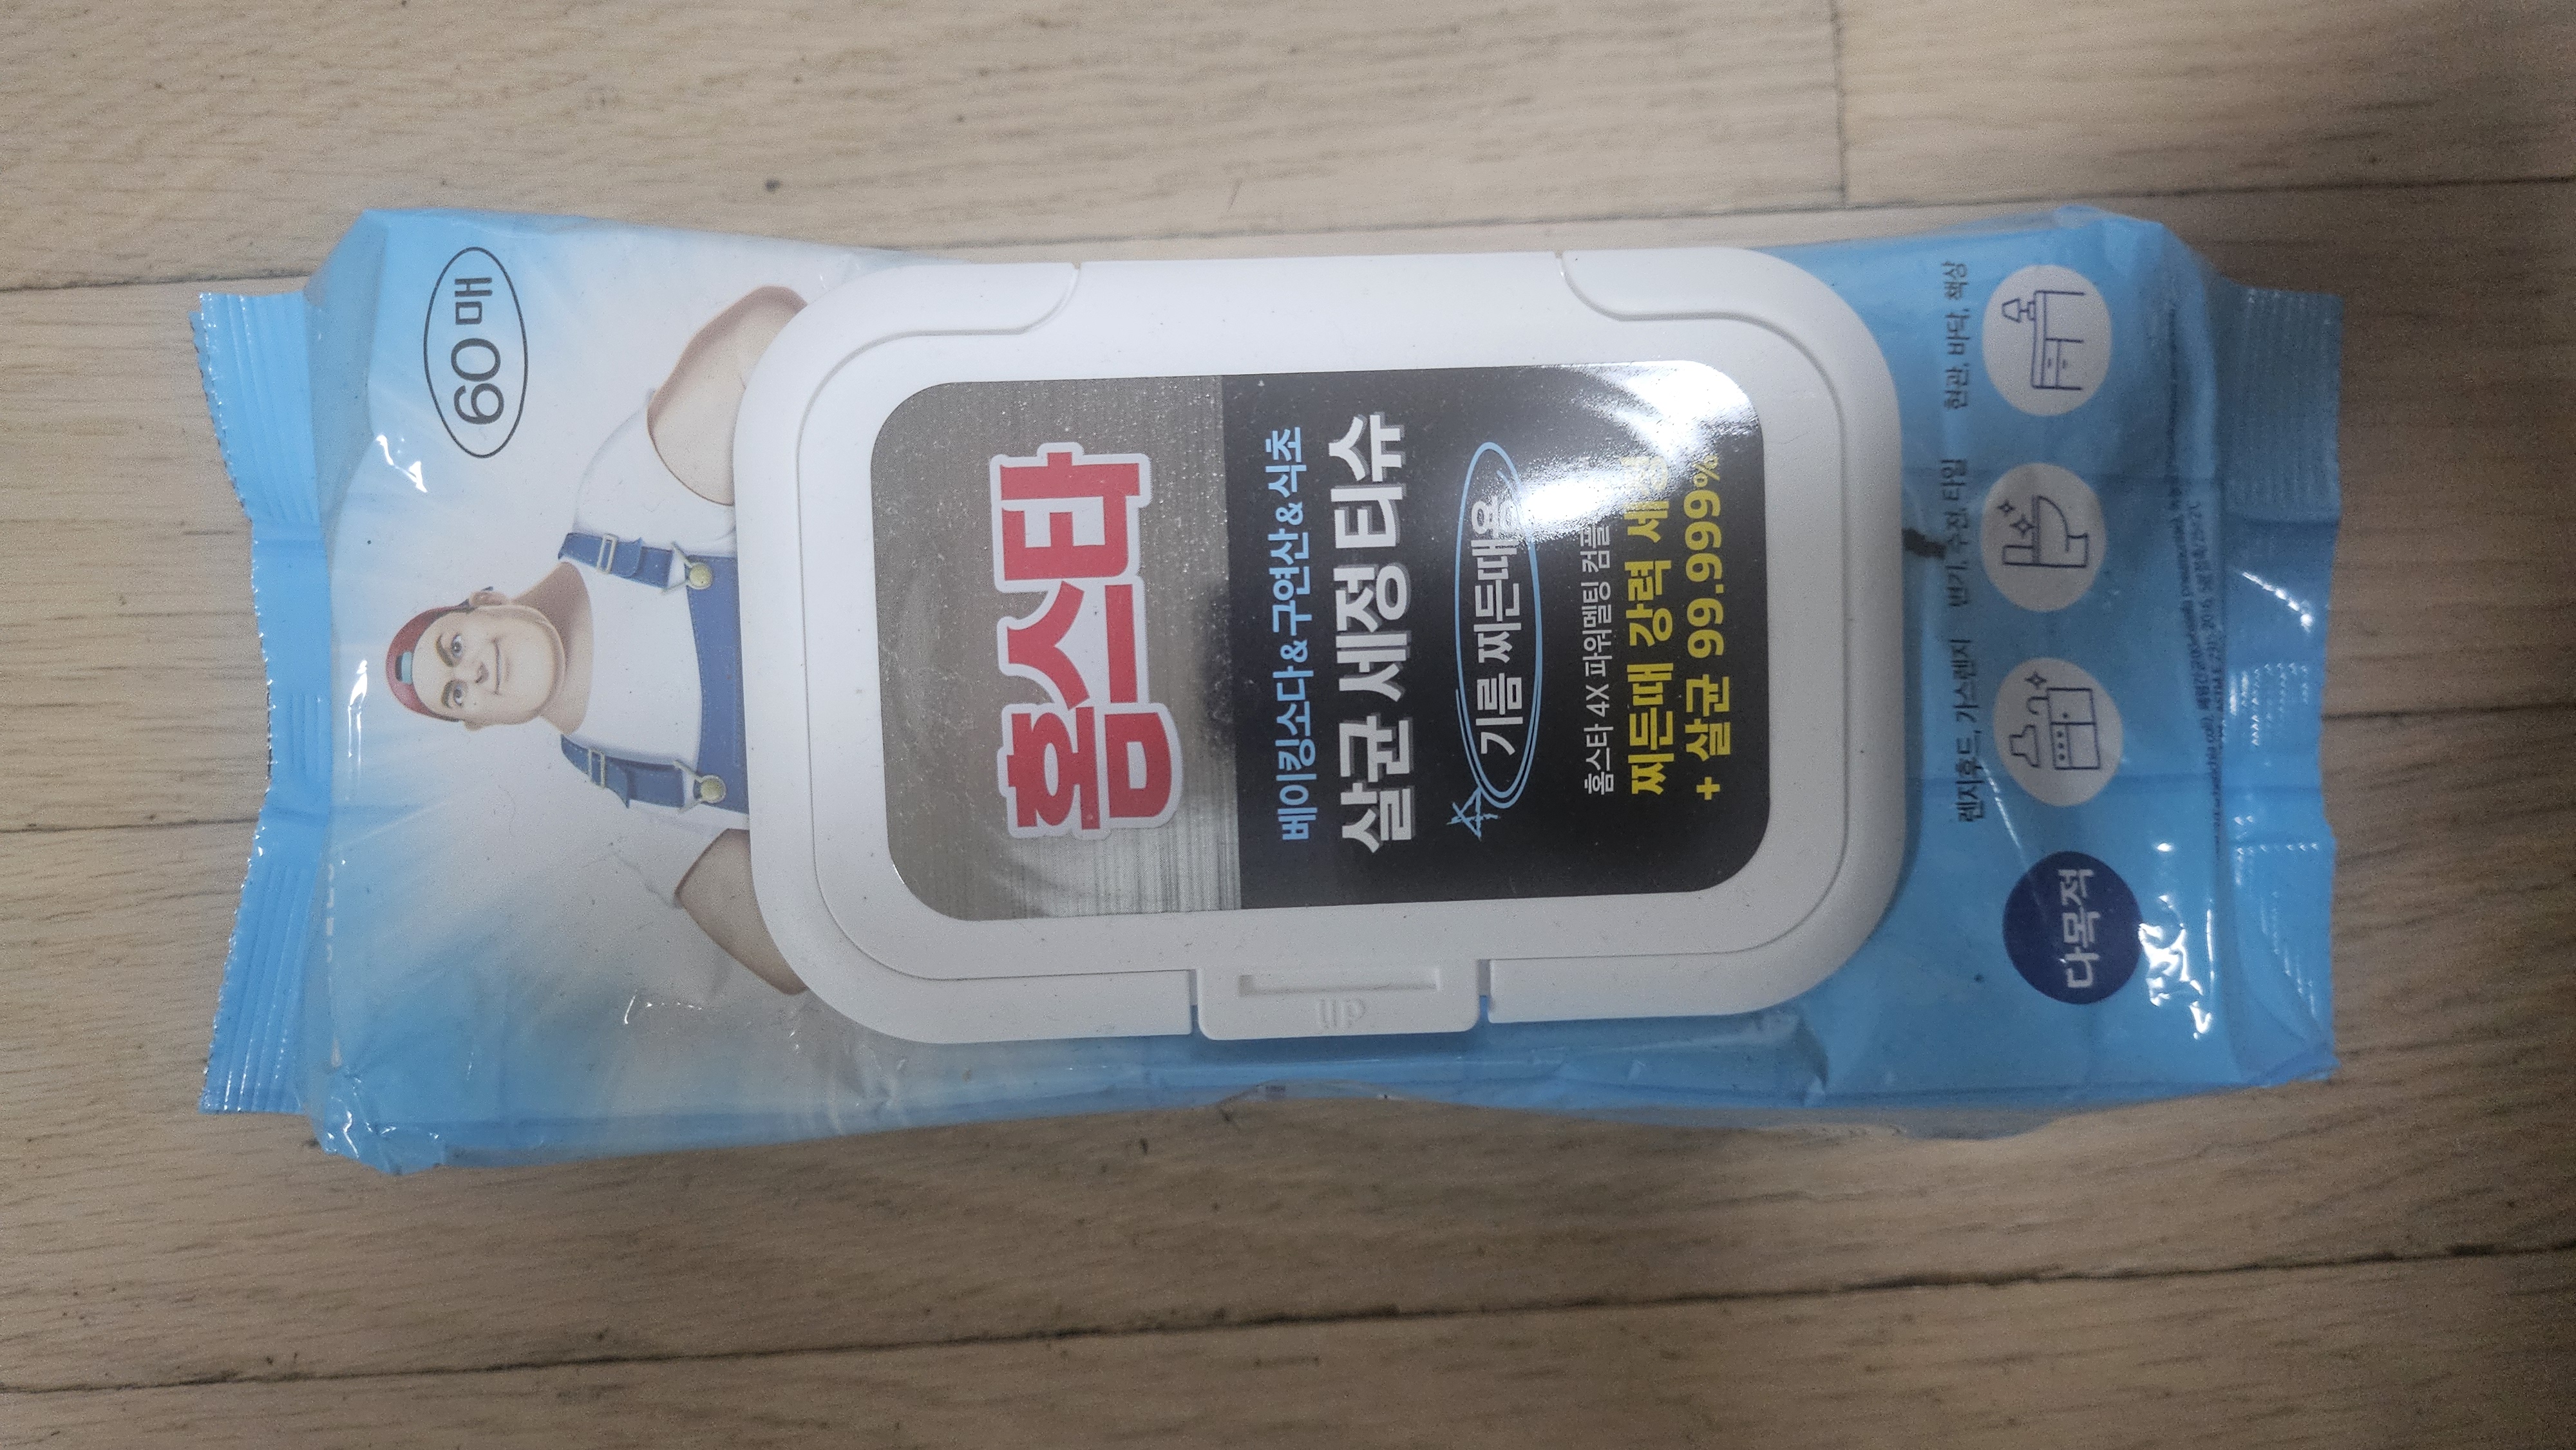 60매
홈스타
베이킹소다&구연산&식초
살균 세정 티슈
기름 찌든때용
홈스타 4X 파워멜팅
찌든때 강력 세정
+ 살균 99.999%
렌지후드, 가스렌지
변기, 수전, 타일
현관, 바닥, 책상
다목적
UP